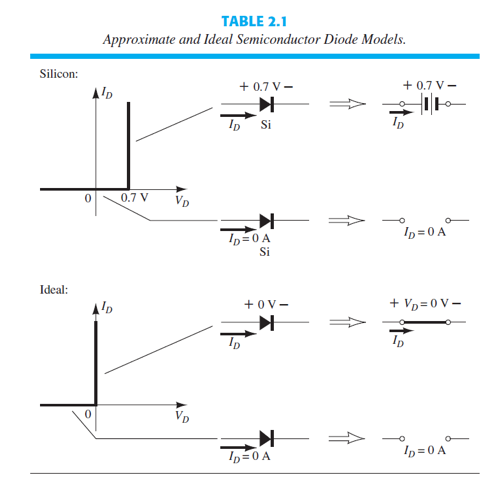 TABLE 2.1
Approximate and Ideal Semiconductor Diode Models.
Silicon:
I_D
+ 0.7 V −
+ 0.7 V −
I_D
Si
I_D
0
0.7 V
V_D
I_D = 0 A
Si
I_D = 0 A
Ideal:
I_D
+ 0 V −
+ V_D = 0 V −
I_D
I_D
0
V_D
I_D = 0 A
I_D = 0 A